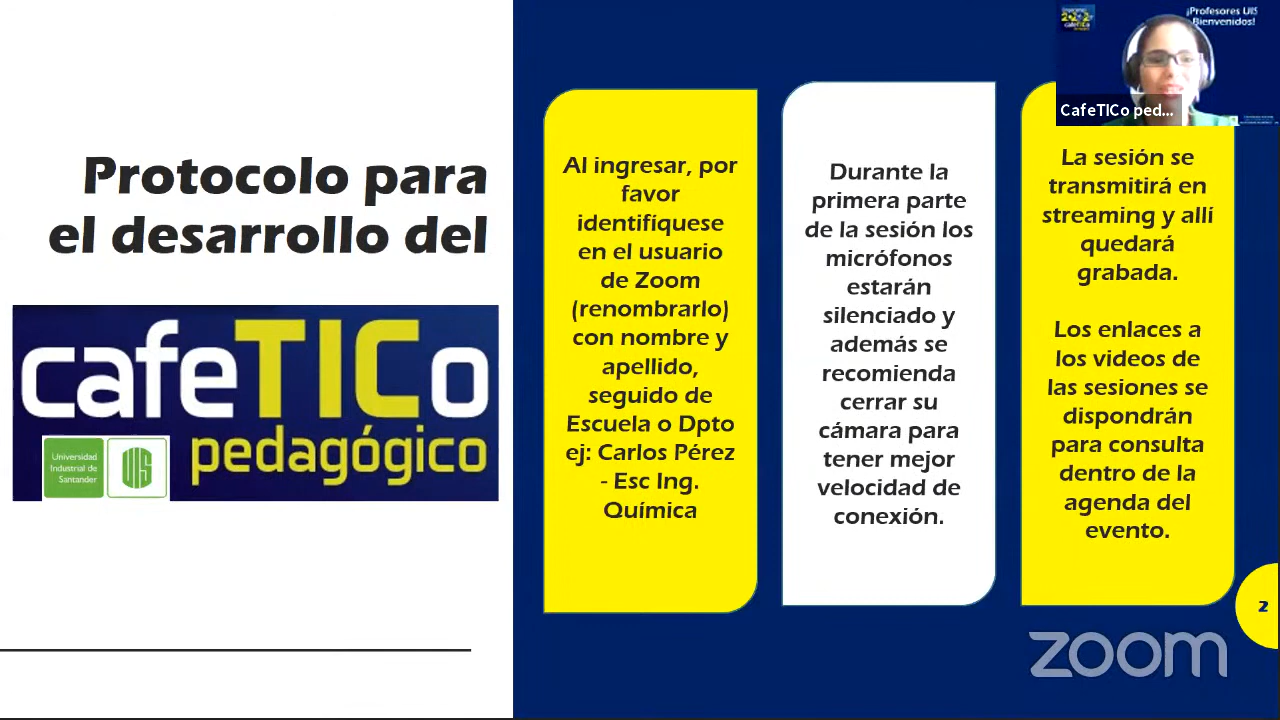 Protocolo para
el desarrollo del
cafeTICo
pedagógico
Universidad
Industrial de
Santander
UIS
Al ingresar, por
favor
identifíquese
en el usuario
de Zoom
(renombrarlo)
con nombre y
apellido,
seguido de
Escuela o Dpto
ej: Carlos Pérez
- Esc Ing.
Química
Durante la
primera parte
de la sesión los
micrófonos
estarán
silenciado y
además se
recomienda
cerrar su
cámara para
tener mejor
velocidad de
conexión.
La sesión se
transmitirá en
streaming y allí
quedará
grabada.
Los enlaces a
los videos de
las sesiones se
dispondrán
para consulta
dentro de la
agenda del
evento.
¡Profesores UIS
Bienvenidos!
CafeTICo ped...
2
zoom